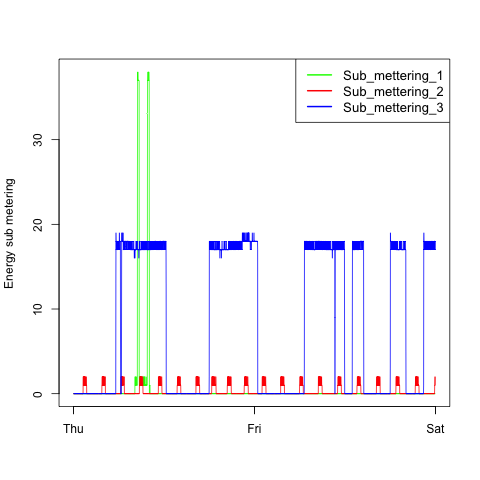 Sub_mettering_1
Sub_mettering_2
Sub_mettering_3
Energy sub metering
30
20
10
0
Thu Fri Sat